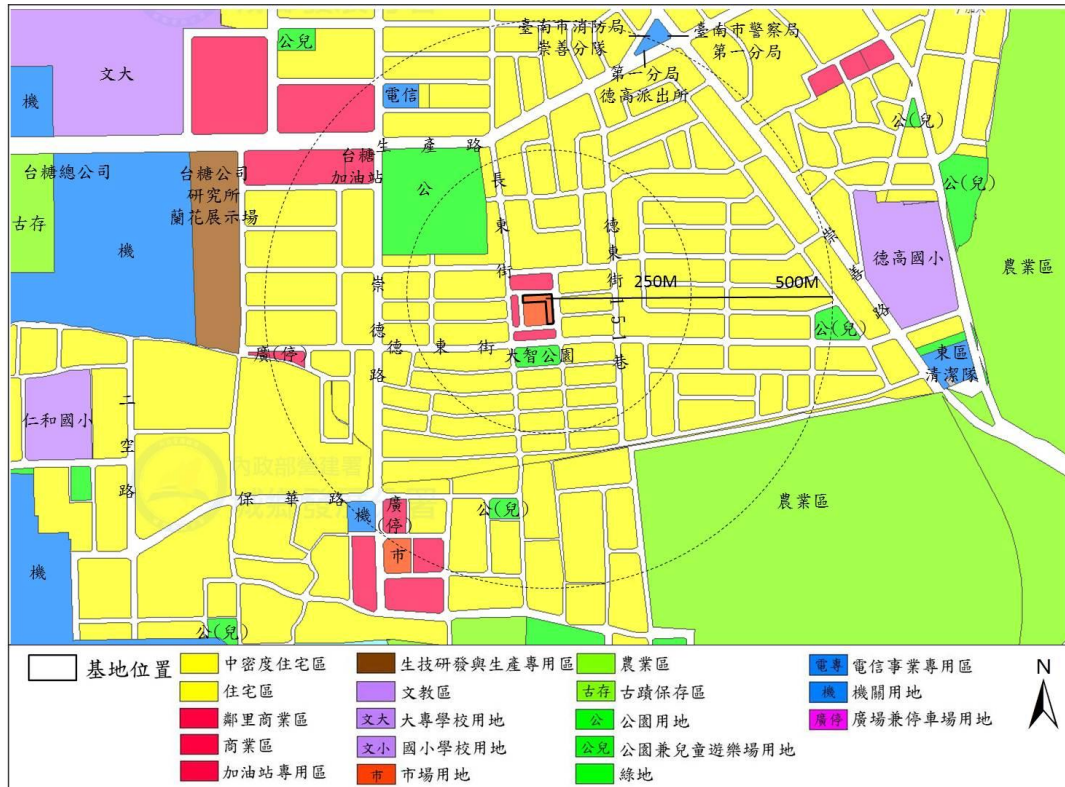 公兒
臺南市消防局
崇善分隊
臺南市警察局
第一分局
第一分局
德高派出所
文大
機
電信
公(兒)
生產路
台糖總公司
台糖公司
研究所
蘭花展示場
台糖
加油站
公
長東街
德東街151巷
公(兒)
古存
機
崇善路
德高國小
農業區
250M
500M
崇德路
德東街
大智公園
公(兒)
廣(停)
東區
清潔隊
仁和國小
二空路
內政部營建署
保華路
機
廣
(停)
公(兒)
農業區
市
機
公(兒)
基地位置
中密度住宅區
住宅區
鄰里商業區
商業區
加油站專用區
生技研發與生產專用區
文教區
文大 大專學校用地
文小 國小學校用地
市 市場用地
農業區
古存 古蹟保存區
公 公園用地
公兒 公園兼兒童遊樂場用地
綠地
電專 電信事業專用區
機 機關用地
廣停 廣場兼停車場用地
N